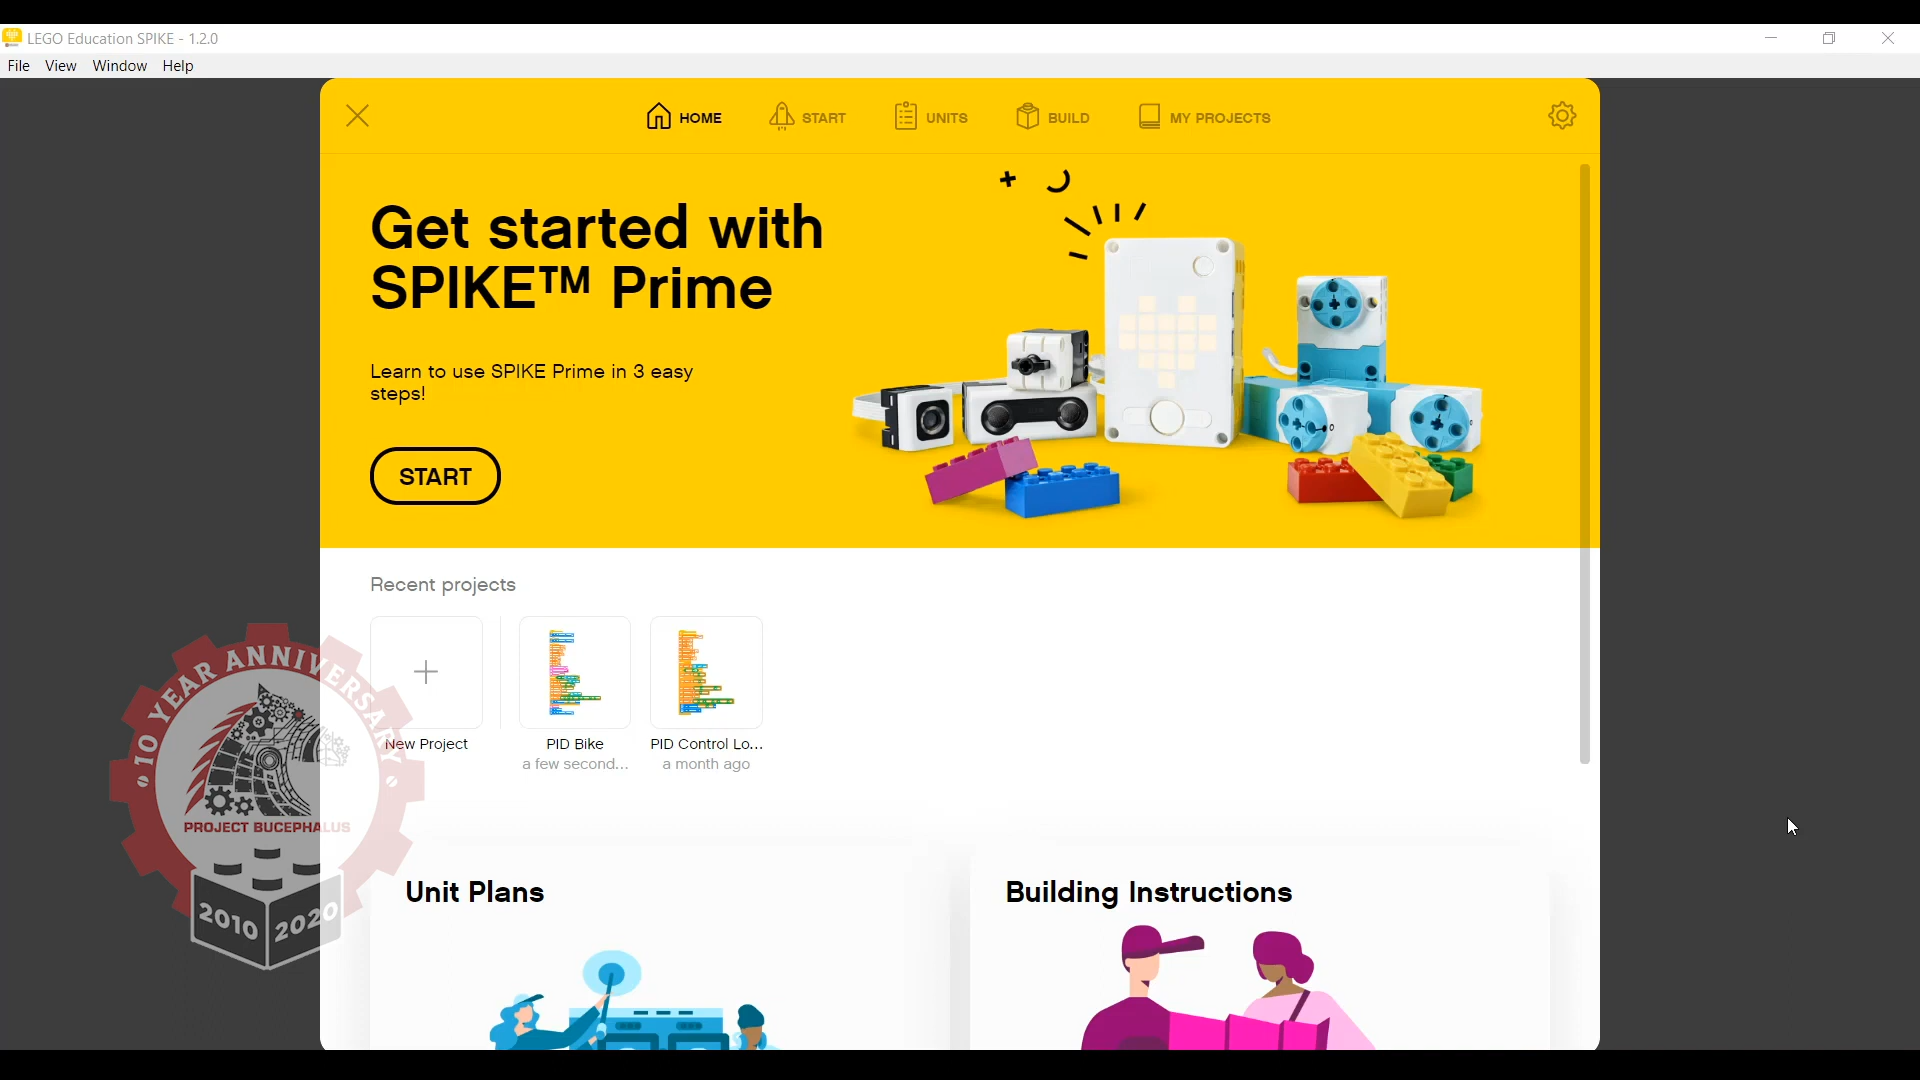 LEGO Education SPIKE - 1.2.0
File View Window Help
HOME START UNITS BUILD MY PROJECTS
Get started with
SPIKE™ Prime
Learn to use SPIKE Prime in 3 easy
steps!
START
Recent projects
New Project
PID Bike
a few second...
PID Control Lo...
a month ago
10 YEAR ANNIVERSARY
PROJECT BUCEPHALUS
2010 2020
Unit Plans
Building Instructions